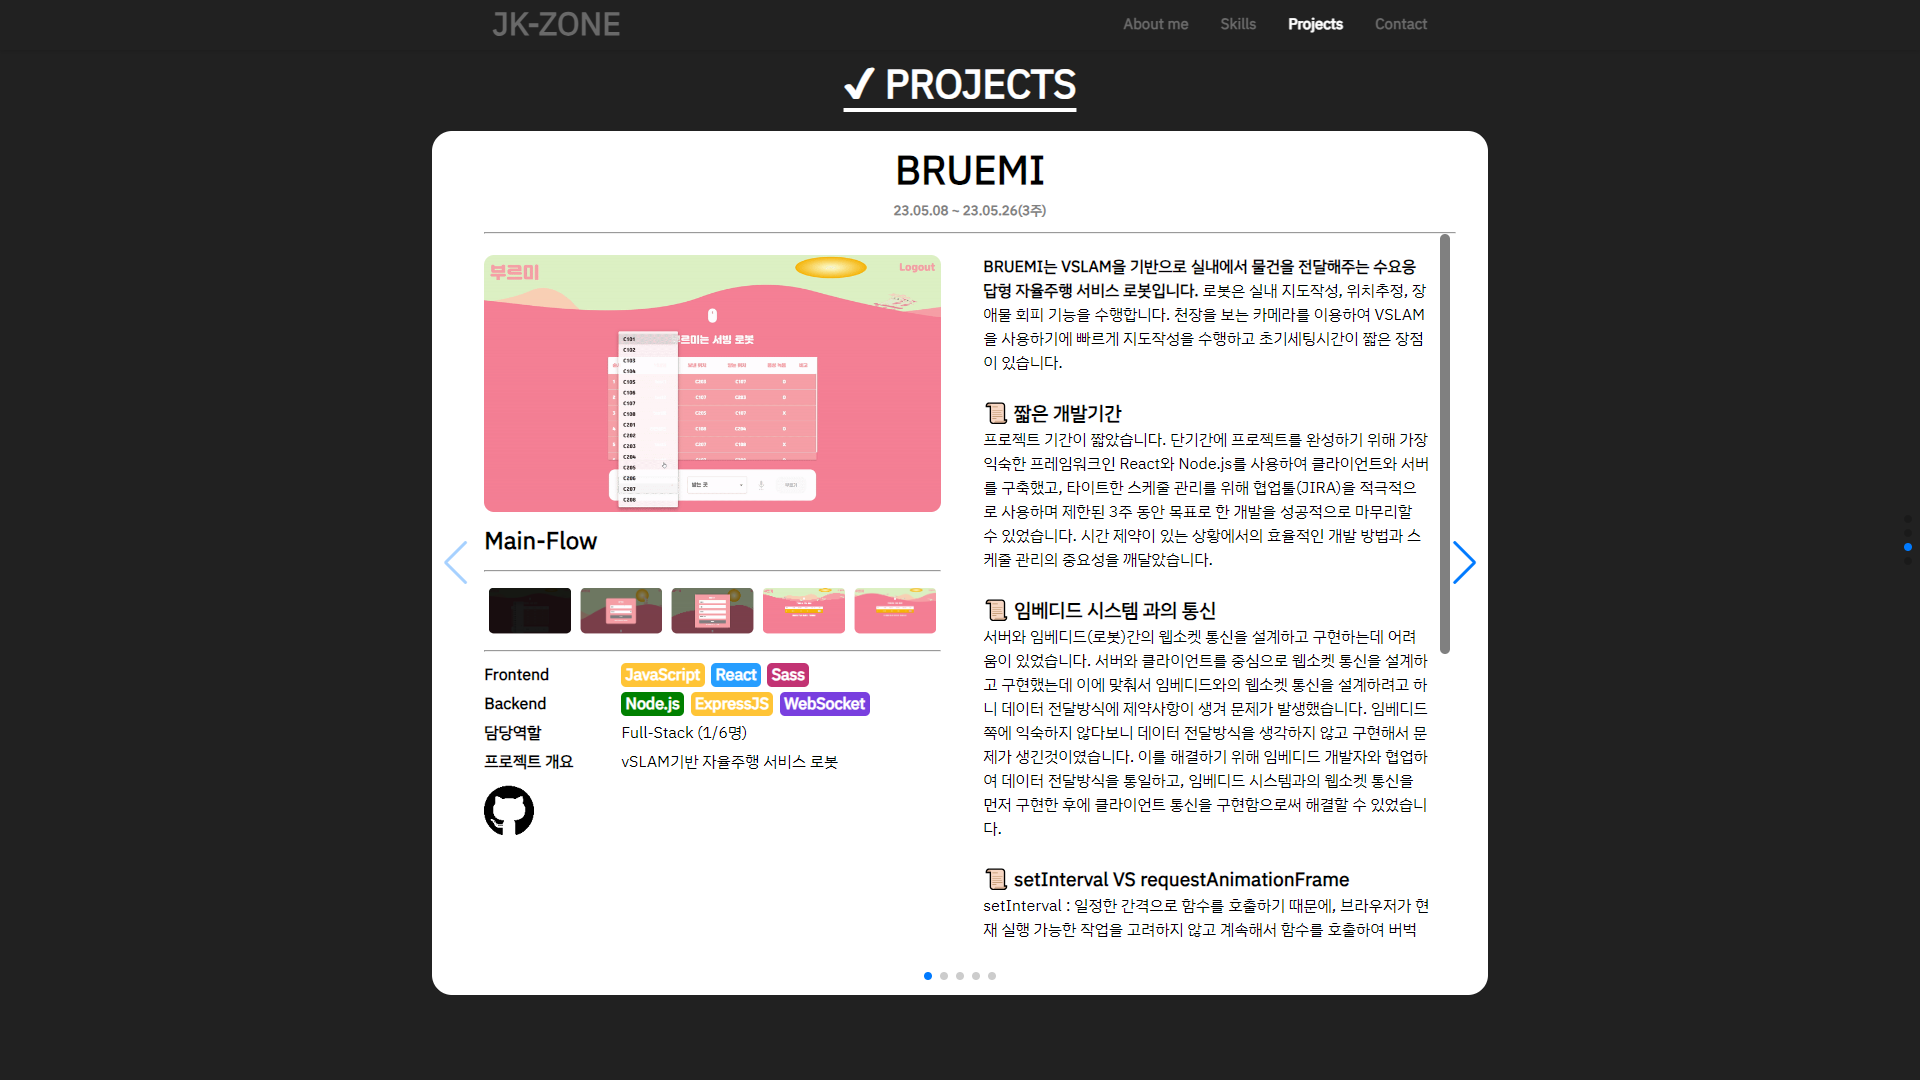 JK-ZONE
About me
Skills
Projects
Contact
✔ PROJECTS
BRUEMI
23.05.08 ~ 23.05.26(3주)
부르미
Logout
부르미는 서빙 로봇
C101
C102
C103
C104
C105
C106
C107
C108
C201
C202
C203
C204
C205
C206
C207
C208
Main-Flow
Frontend
JavaScript React Sass
Backend
Node.js ExpressJS WebSocket
담당역할
Full-Stack (1/6명)
프로젝트 개요
vSLAM기반 자율주행 서비스 로봇
BRUEMI는 VSLAM을 기반으로 실내에서 물건을 전달해주는 수요응
답형 자율주행 서비스 로봇입니다. 로봇은 실내 지도작성, 위치추정, 장
애물 회피 기능을 수행합니다. 천장을 보는 카메라를 이용하여 VSLAM
을 사용하기에 빠르게 지도작성을 수행하고 초기세팅시간이 짧은 장점
이 있습니다.
📜 짧은 개발기간
프로젝트 기간이 짧았습니다. 단기간에 프로젝트를 완성하기 위해 가장
익숙한 프레임워크인 React와 Node.js를 사용하여 클라이언트와 서버
를 구축했고, 타이트한 스케줄 관리를 위해 협업툴(JIRA)을 적극적으
로 사용하며 제한된 3주 동안 목표로 한 개발을 성공적으로 마무리할
수 있었습니다. 시간 제약이 있는 상황에서의 효율적인 개발 방법과 스
케줄 관리의 중요성을 깨달았습니다.
📜 임베디드 시스템 과의 통신
서버와 임베디드(로봇)간의 웹소켓 통신을 설계하고 구현하는데 어려
움이 있었습니다. 서버와 클라이언트를 중심으로 웹소켓 통신을 설계하
고 구현했는데 이에 맞춰서 임베디드와의 웹소켓 통신을 설계하려고 하
니 데이터 전달방식에 제약사항이 생겨 문제가 발생했습니다. 임베디드
쪽에 익숙하지 않다보니 데이터 전달방식을 생각하지 않고 구현해서 문
제가 생긴것이였습니다. 이를 해결하기 위해 임베디드 개발자와 협업하
여 데이터 전달방식을 통일하고, 임베디드 시스템과의 웹소켓 통신을
먼저 구현한 후에 클라이언트 통신을 구현함으로써 해결할 수 있었습니
다.
📜 setInterval VS requestAnimationFrame
setInterval : 일정한 간격으로 함수를 호출하기 때문에, 브라우저가 현
재 실행 가능한 작업을 고려하지 않고 계속해서 함수를 호출하여 버벅